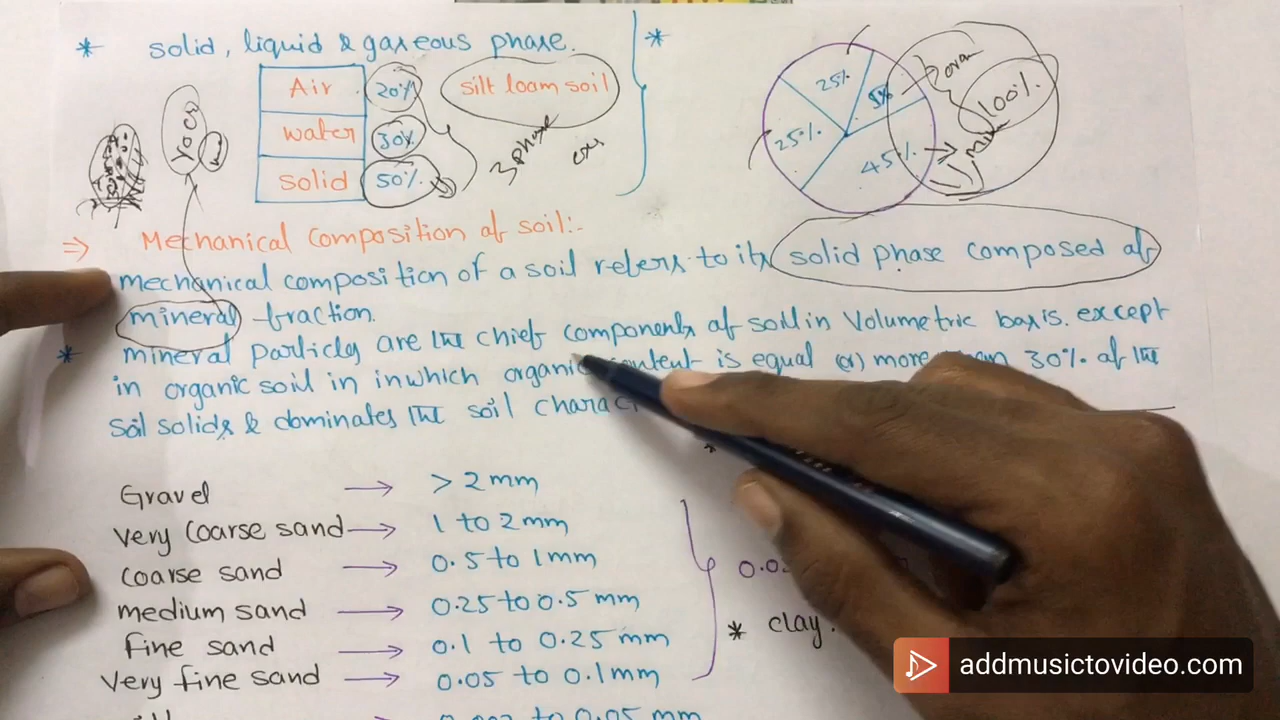 * solid, liquid & gaseous phase. *
Air 20%
water 30%
solid 50%
silt loam soil
3 phase
25%
5%
25%
45%
100%
⇒ Mechanical composition of soil:-
mechanical composition of a soil refers to its solid phase composed of
mineral fraction.
* mineral particles are the chief components of soil in volumetric basis. except
in organic soil in inwhich organic content is equal (or) more than 30% of the
soil solids & dominates the soil
Gravel → > 2 mm
very coarse sand → 1 to 2 mm
coarse sand → 0.5 to 1 mm
medium sand → 0.25 to 0.5 mm
fine sand → 0.1 to 0.25 mm
very fine sand → 0.05 to 0.1 mm
* clay.
addmusictovideo.com